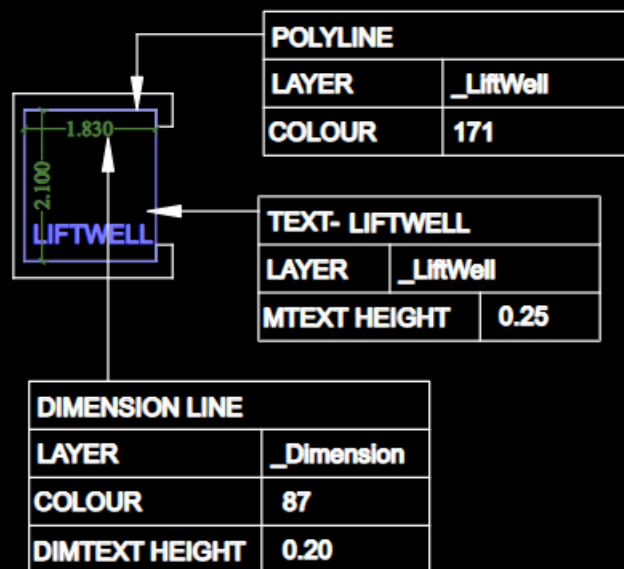 POLYLINE
LAYER _LiftWell
COLOUR 171
1.830
2.100
LIFTWELL
TEXT- LIFTWELL
LAYER _LiftWell
MTEXT HEIGHT 0.25
DIMENSION LINE
LAYER _Dimension
COLOUR 87
DIMTEXT HEIGHT 0.20